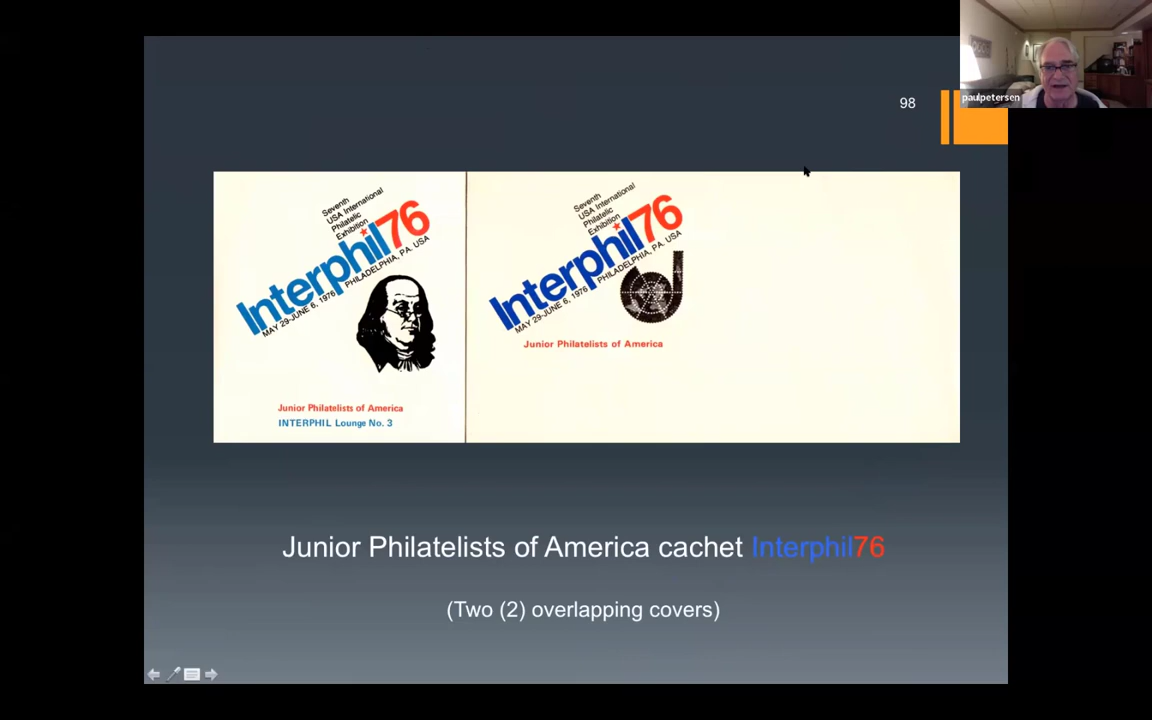 paulpetersen
98
Seventh
USA International
Philatelic
Exhibition
Interphil76
MAY 29-JUNE 6, 1976 PHILADELPHIA, PA. USA
Junior Philatelists of America
INTERPHIL Lounge No. 3
Seventh
USA International
Philatelic
Exhibition
Interphil76
MAY 29-JUNE 6, 1976 PHILADELPHIA, PA. USA
Junior Philatelists of America
Junior Philatelists of America cachet Interphil76
(Two (2) overlapping covers)